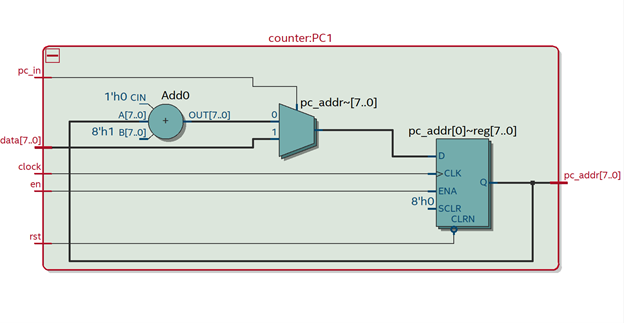 counter:PC1
pc_in
1'h0 CIN
Add0
A[7..0]
OUT[7..0]
8'h1 B[7..0]
data[7..0]
0
1
pc_addr~[7..0]
pc_addr[0]~reg[7..0]
D
clock
CLK
en
ENA
Q
pc_addr[7..0]
8'h0
SCLR
CLRN
rst
+